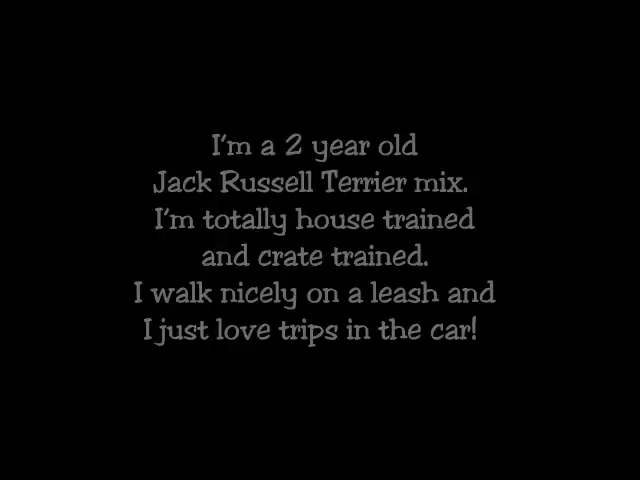 I'm a 2 year old
Jack Russell Terrier mix.
I'm totally house trained
and crate trained.
I walk nicely on a leash and
I just love trips in the car!